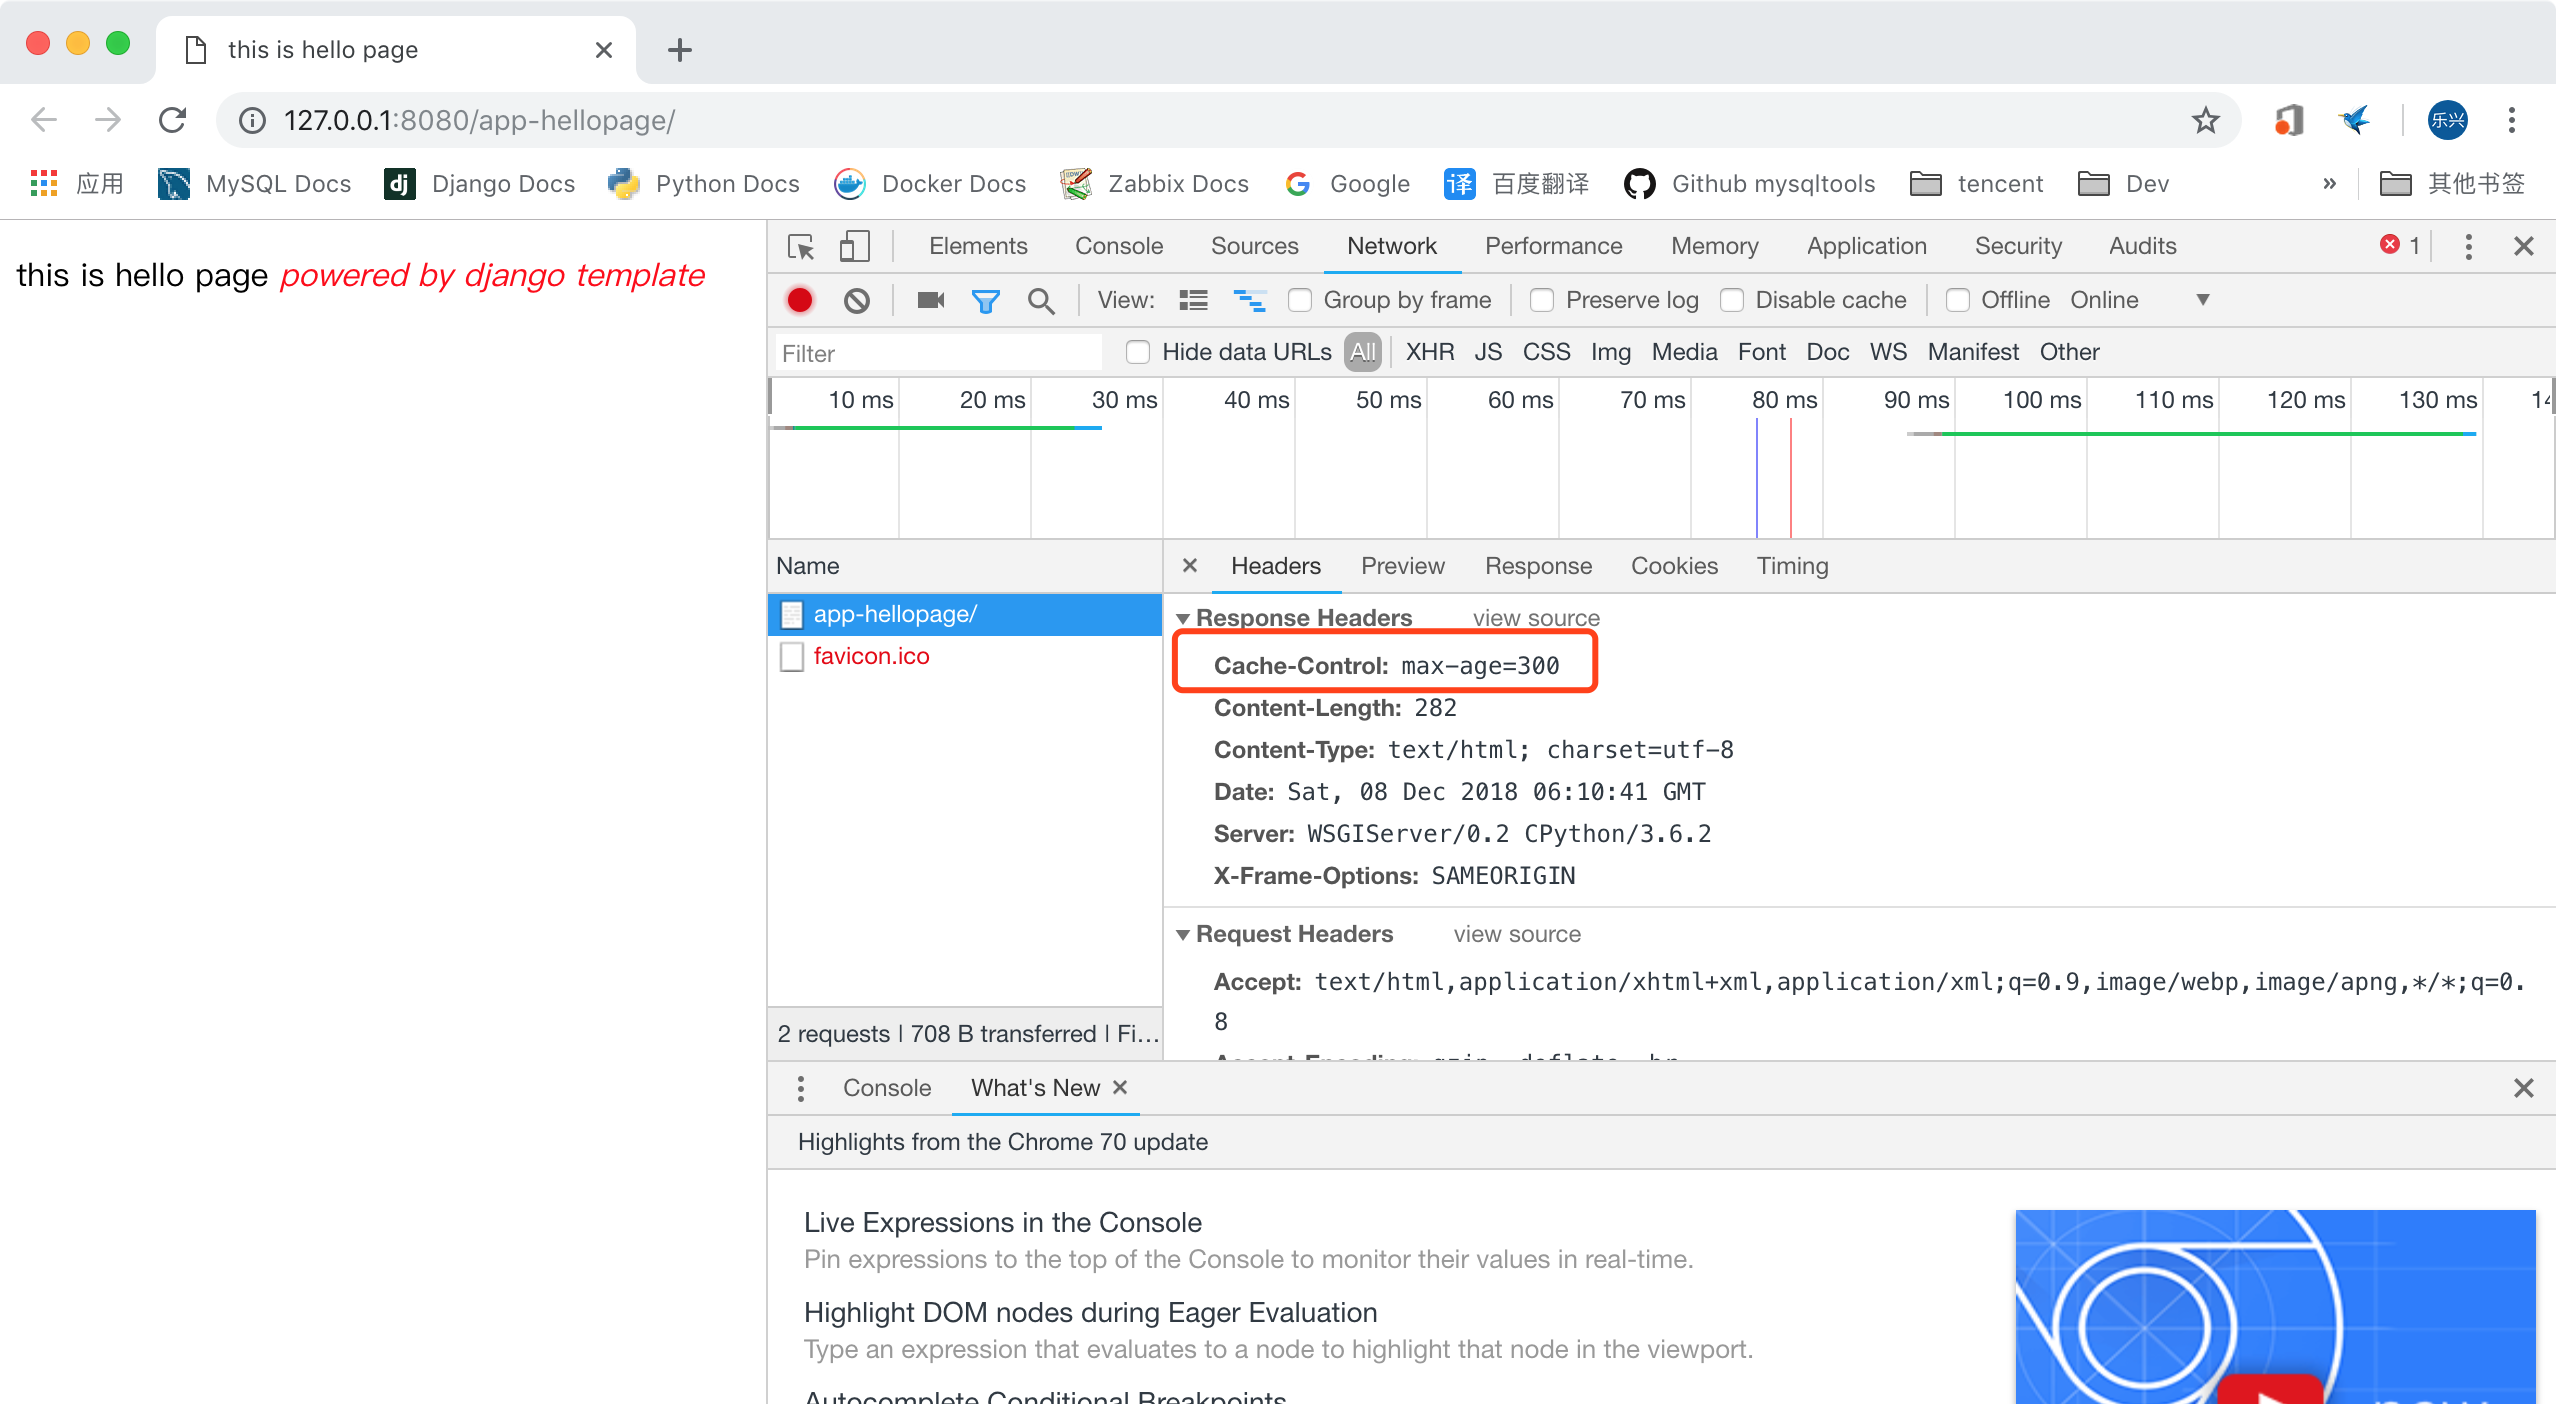 this is hello page
127.0.0.1:8080/app-hellopage/
乐兴
应用 MySQL Docs dj Django Docs Python Docs Docker Docs Zabbix Docs Google 译 百度翻译 Github mysqltools tencent Dev » 其他书签
this is hello page powered by django template
Elements Console Sources Network Performance Memory Application Security Audits 1
View: Group by frame Preserve log Disable cache Offline Online
Filter Hide data URLs All XHR JS CSS Img Media Font Doc WS Manifest Other
10 ms 20 ms 30 ms 40 ms 50 ms 60 ms 70 ms 80 ms 90 ms 100 ms 110 ms 120 ms 130 ms
Name
app-hellopage/
favicon.ico
2 requests | 708 B transferred | Fi...
Headers Preview Response Cookies Timing
Response Headers view source
Cache-Control: max-age=300
Content-Length: 282
Content-Type: text/html; charset=utf-8
Date: Sat, 08 Dec 2018 06:10:41 GMT
Server: WSGIServer/0.2 CPython/3.6.2
X-Frame-Options: SAMEORIGIN
Request Headers view source
Accept: text/html,application/xhtml+xml,application/xml;q=0.9,image/webp,image/apng,*/*;q=0.
8
Accept-Encoding: gzip, deflate, br
Console What's New
Highlights from the Chrome 70 update
Live Expressions in the Console
Pin expressions to the top of the Console to monitor their values in real-time.
Highlight DOM nodes during Eager Evaluation
Type an expression that evaluates to a node to highlight that node in the viewport.
Autocomplete Conditional Breakpoints